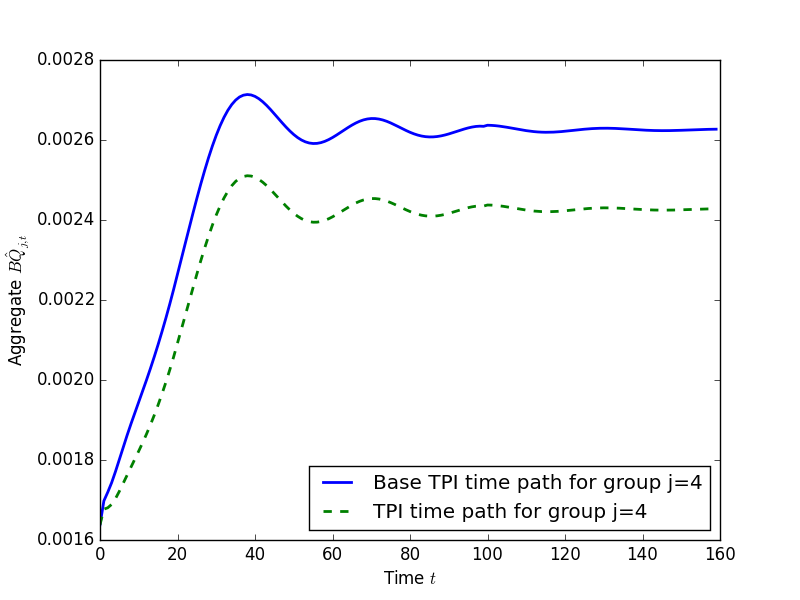 0.0028
0.0026
0.0024
0.0022
0.0020
0.0018
0.0016
Aggregate $B\hat{Q}_{j,t}$
Base TPI time path for group j=4
TPI time path for group j=4
0 20 40 60 80 100 120 140 160
Time t